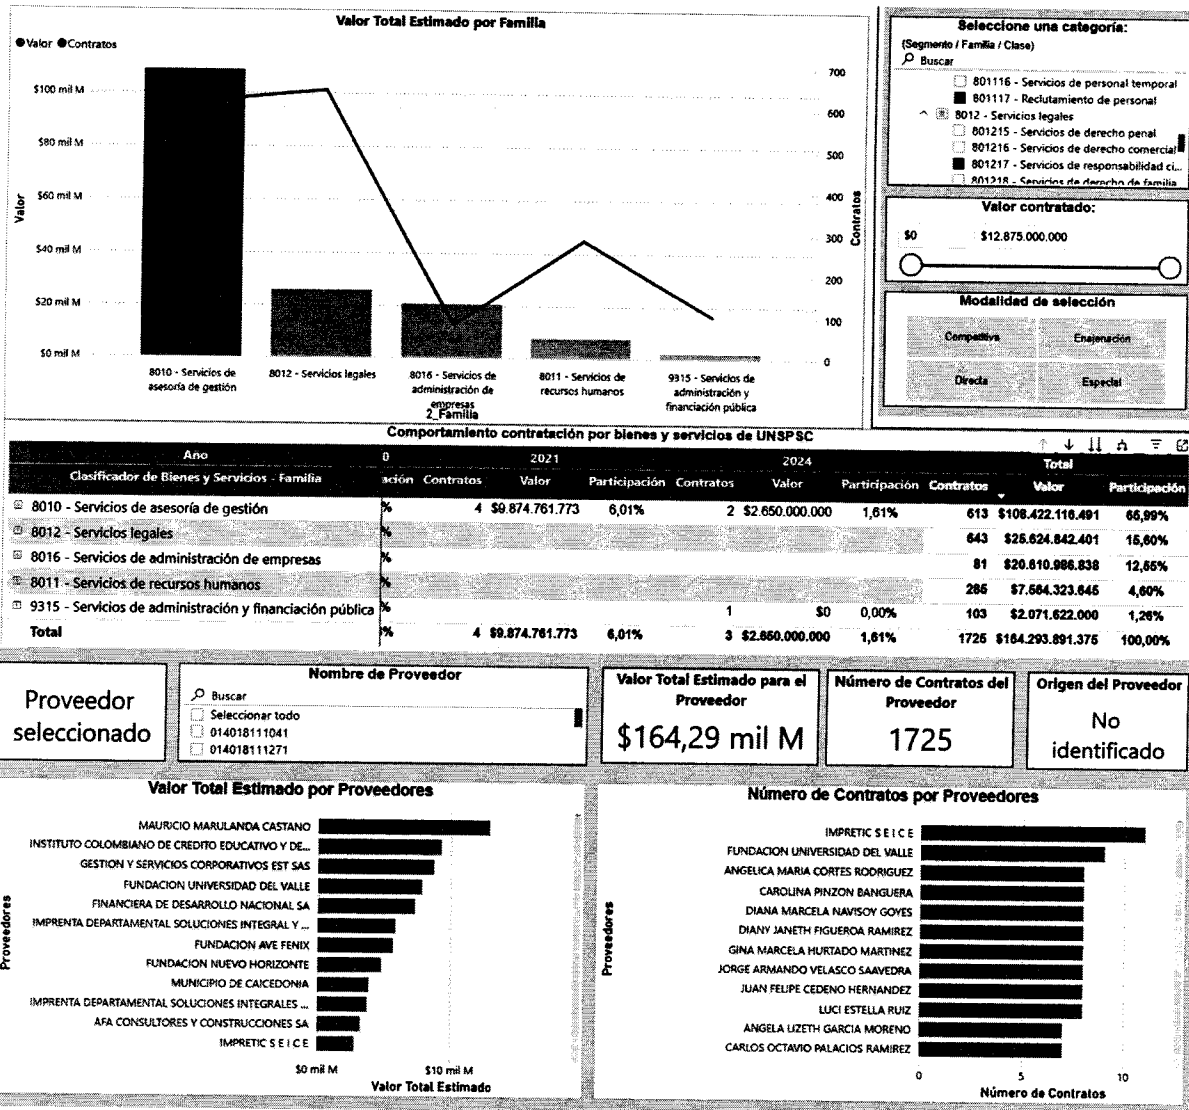 Valor Total Estimado por Familia
Valor Contratos
$100 mil M
$80 mil M
$60 mil M
$40 mil M
$20 mil M
$0 mil M
Valor
700
600
500
400
300
200
100
0
Contratos
8010 - Servicios de asesoría de gestión
8012 - Servicios legales
8016 - Servicios de administración de empresas
8011 - Servicios de recursos humanos
9315 - Servicios de administración y financiación pública
2_Familia
Seleccione una categoría:
(Segmento / Familia / Clase)
Buscar
801116 - Servicios de personal temporal
801117 - Reclutamiento de personal
8012 - Servicios legales
801215 - Servicios de derecho penal
801216 - Servicios de derecho comercial
801217 - Servicios de responsabilidad ci...
801218 - Servicios de derecho de familia
Valor contratado:
$0 $12.875.000.000
Modalidad de selección
Competitiva Enajenación
Directa Especial
Comportamiento contratación por bienes y servicios de UNSPSC
Ano 0 2021 2024 Total
Clasificador de Bienes y Servicios - Familia ación Contratos Valor Participación Contratos Valor Participación Contratos Valor Participación
8010 - Servicios de asesoría de gestión % 4 $9.874.761.773 6,01% 2 $2.650.000.000 1,61% 613 $108.422.116.491 65,99%
8012 - Servicios legales % 643 $25.624.842.401 15,60%
8016 - Servicios de administración de empresas % 81 $20.610.986.838 12,55%
8011 - Servicios de recursos humanos % 285 $7.564.323.645 4,60%
9315 - Servicios de administración y financiación pública % 1 $0 0,00% 103 $2.071.622.000 1,26%
Total % 4 $9.874.761.773 6,01% 3 $2.650.000.000 1,61% 1725 $164.293.891.375 100,00%
Proveedor seleccionado
Nombre de Proveedor
Buscar
Seleccionar todo
014018111041
014018111271
Valor Total Estimado para el Proveedor
$164,29 mil M
Número de Contratos del Proveedor
1725
Origen del Proveedor
No identificado
Valor Total Estimado por Proveedores
Proveedores
MAURICIO MARULANDA CASTANO
INSTITUTO COLOMBIANO DE CREDITO EDUCATIVO Y DE...
GESTION Y SERVICIOS CORPORATIVOS EST SAS
FUNDACION UNIVERSIDAD DEL VALLE
FINANCIERA DE DESARROLLO NACIONAL SA
IMPRENTA DEPARTAMENTAL SOLUCIONES INTEGRAL Y ...
FUNDACION AVE FENIX
FUNDACION NUEVO HORIZONTE
MUNICIPIO DE CAICEDONIA
IMPRENTA DEPARTAMENTAL SOLUCIONES INTEGRALES ...
AFA CONSULTORES Y CONSTRUCCIONES SA
IMPRETIC S E I C E
$0 mil M $10 mil M
Valor Total Estimado
Número de Contratos por Proveedores
Proveedores
IMPRETIC S E I C E
FUNDACION UNIVERSIDAD DEL VALLE
ANGELICA MARIA CORTES RODRIGUEZ
CAROLINA PINZON BANGUERA
DIANA MARCELA NAVISOY GOYES
DIANY JANETH FIGUEROA RAMIREZ
GINA MARCELA HURTADO MARTINEZ
JORGE ARMANDO VELASCO SAAVEDRA
JUAN FELIPE CEDENO HERNANDEZ
LUCI ESTELLA RUIZ
ANGELA LIZETH GARCIA MORENO
CARLOS OCTAVIO PALACIOS RAMIREZ
0 5 10
Número de Contratos